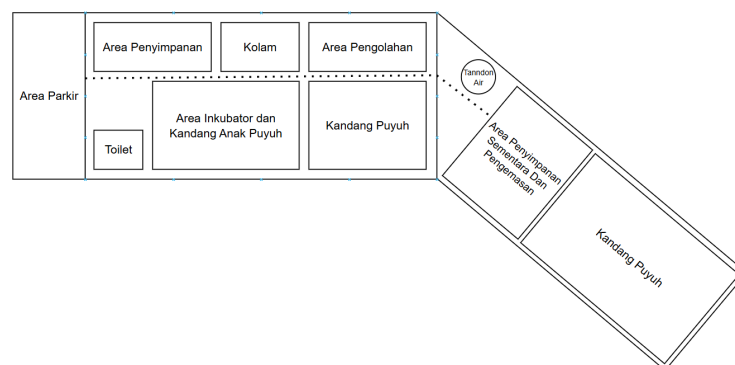 Area Parkir
Area Penyimpanan
Kolam
Area Pengolahan
Tanndon
Air
Toilet
Area Inkubator dan
Kandang Anak Puyuh
Kandang Puyuh
Area Penyimpanan
Sementara Dan
Pengemasan
Kandang Puyuh